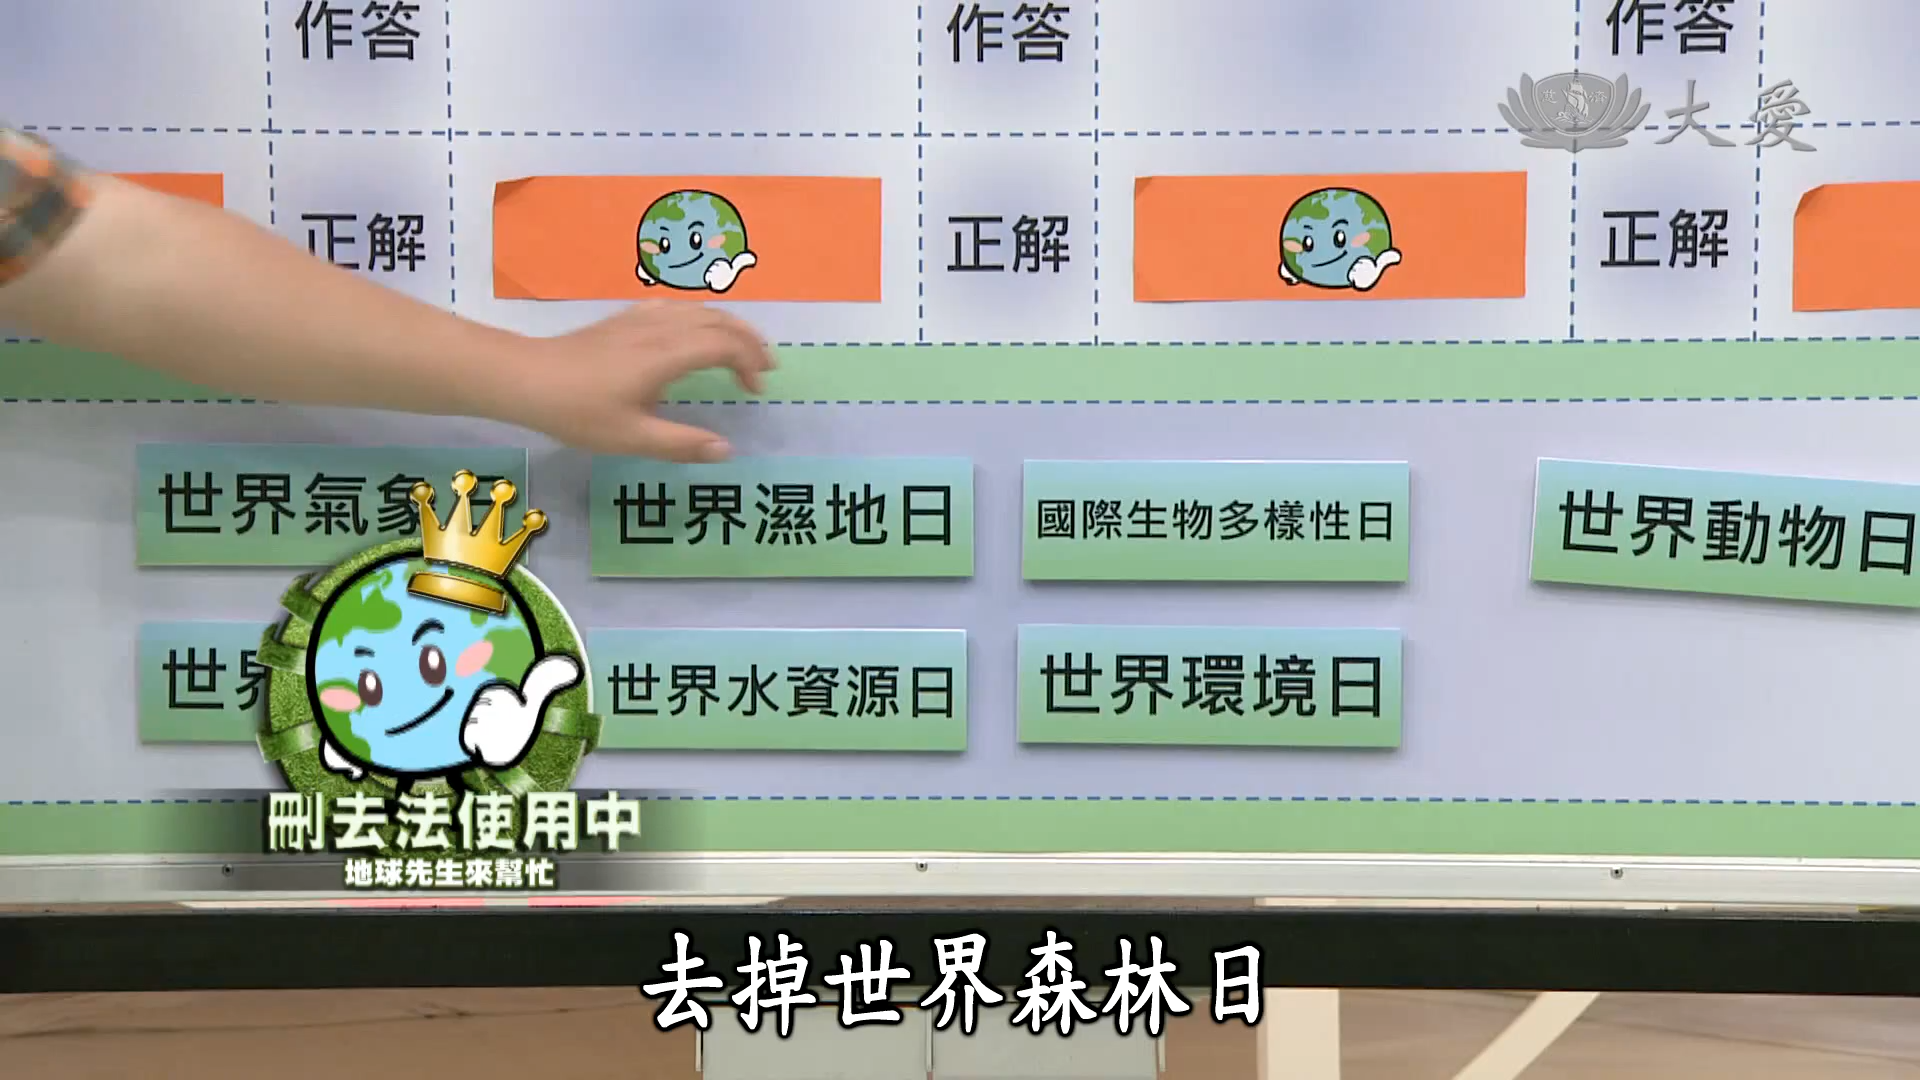 作答
作答
作答
大愛
正解
正解
正解
世界氣象日
世界濕地日
國際生物多樣性日
世界動物日
世界
世界水資源日
世界環境日
刪去法使用中
地球先生來幫忙
去掉世界森林日